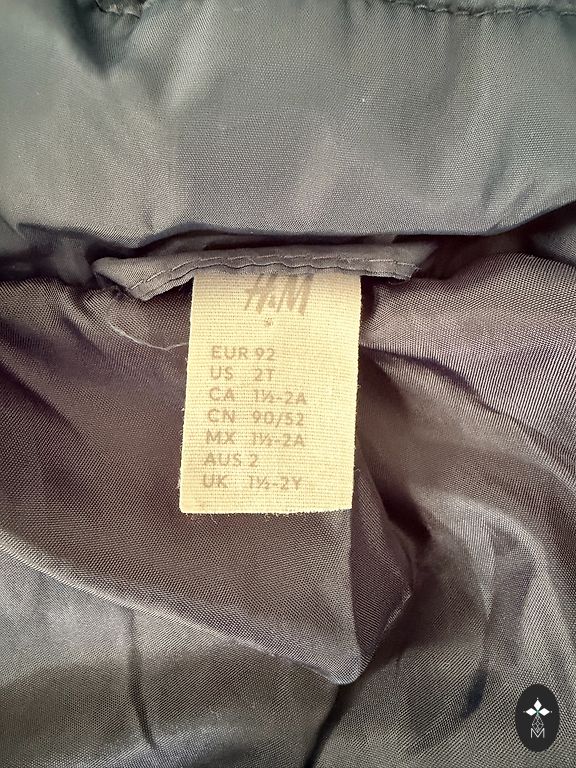 H&M
EUR 92
US 2T
CA 1½-2A
CN 90/52
MX 1½-2A
AUS 2
UK 1½-2Y
M